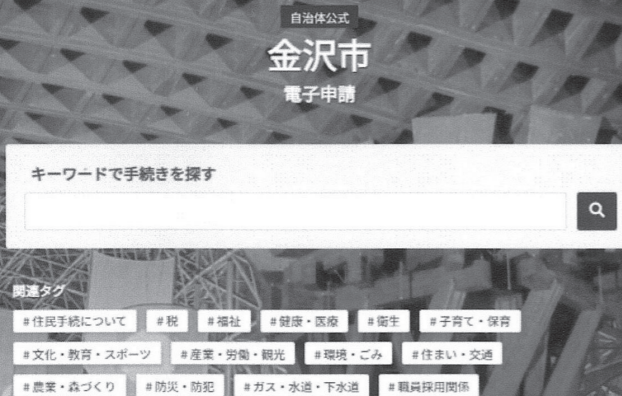 自治体公式
金沢市
電子申請
キーワードで手続きを探す
関連タグ
#住民手続について #税 #福祉 #健康・医療 #衛生 #子育て・保育
#文化・教育・スポーツ #産業・労働・観光 #環境・ごみ #住まい・交通
#農業・森づくり #防災・防犯 #ガス・水道・下水道 #職員採用関係